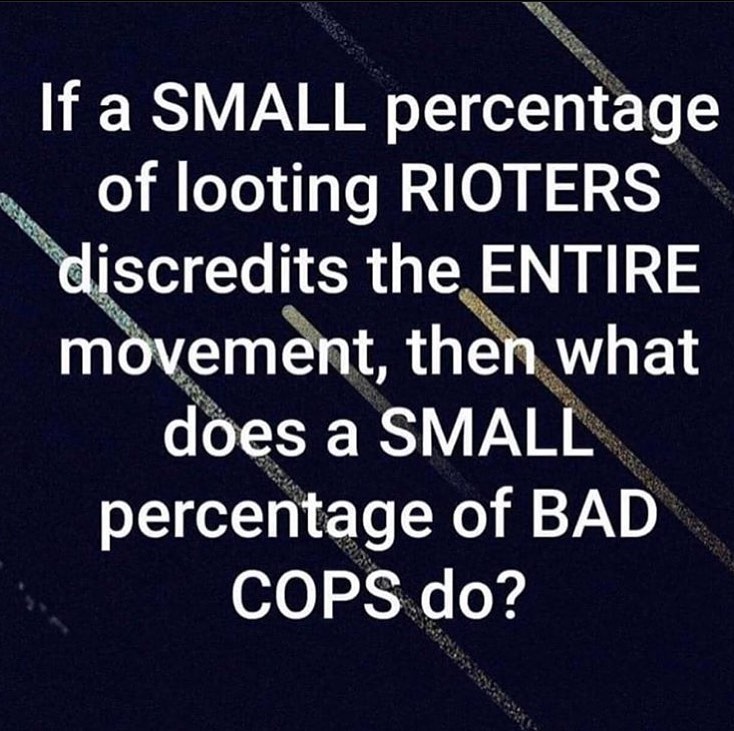 If a SMALL percentage
of looting RIOTERS
discredits the ENTIRE
movement, then what
does a SMALL
percentage of BAD
COPS do?